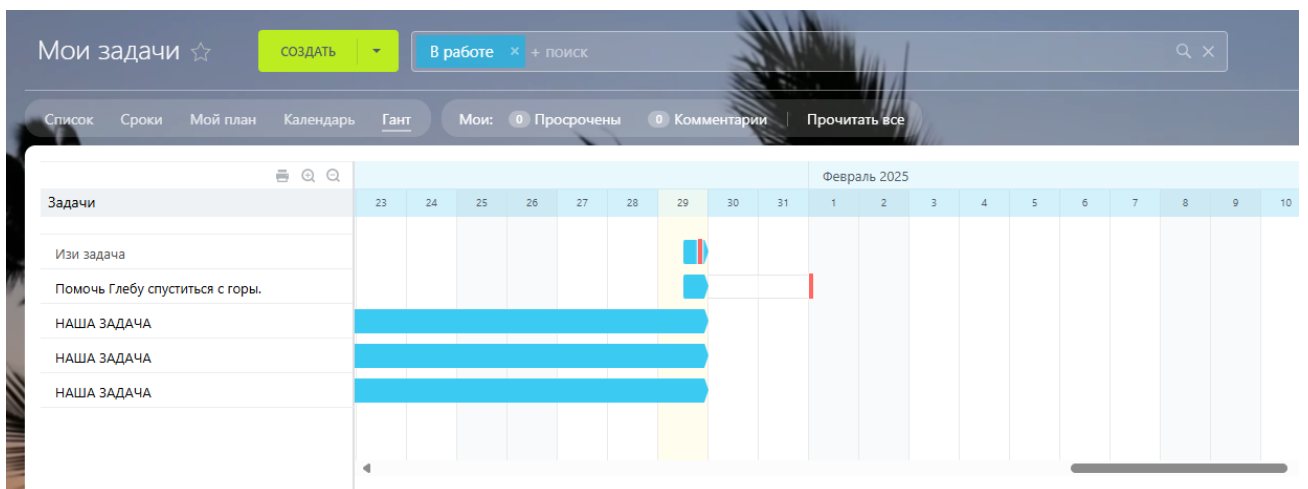 Мои задачи
СОЗДАТЬ
В работе × + поиск
Список Сроки Мой план Календарь Гант Мои: 0 Просрочены 0 Комментарии Прочитать все
Февраль 2025
Задачи 23 24 25 26 27 28 29 30 31 1 2 3 4 5 6 7 8 9 10
Изи задача
Помочь Глебу спуститься с горы.
НАША ЗАДАЧА
НАША ЗАДАЧА
НАША ЗАДАЧА